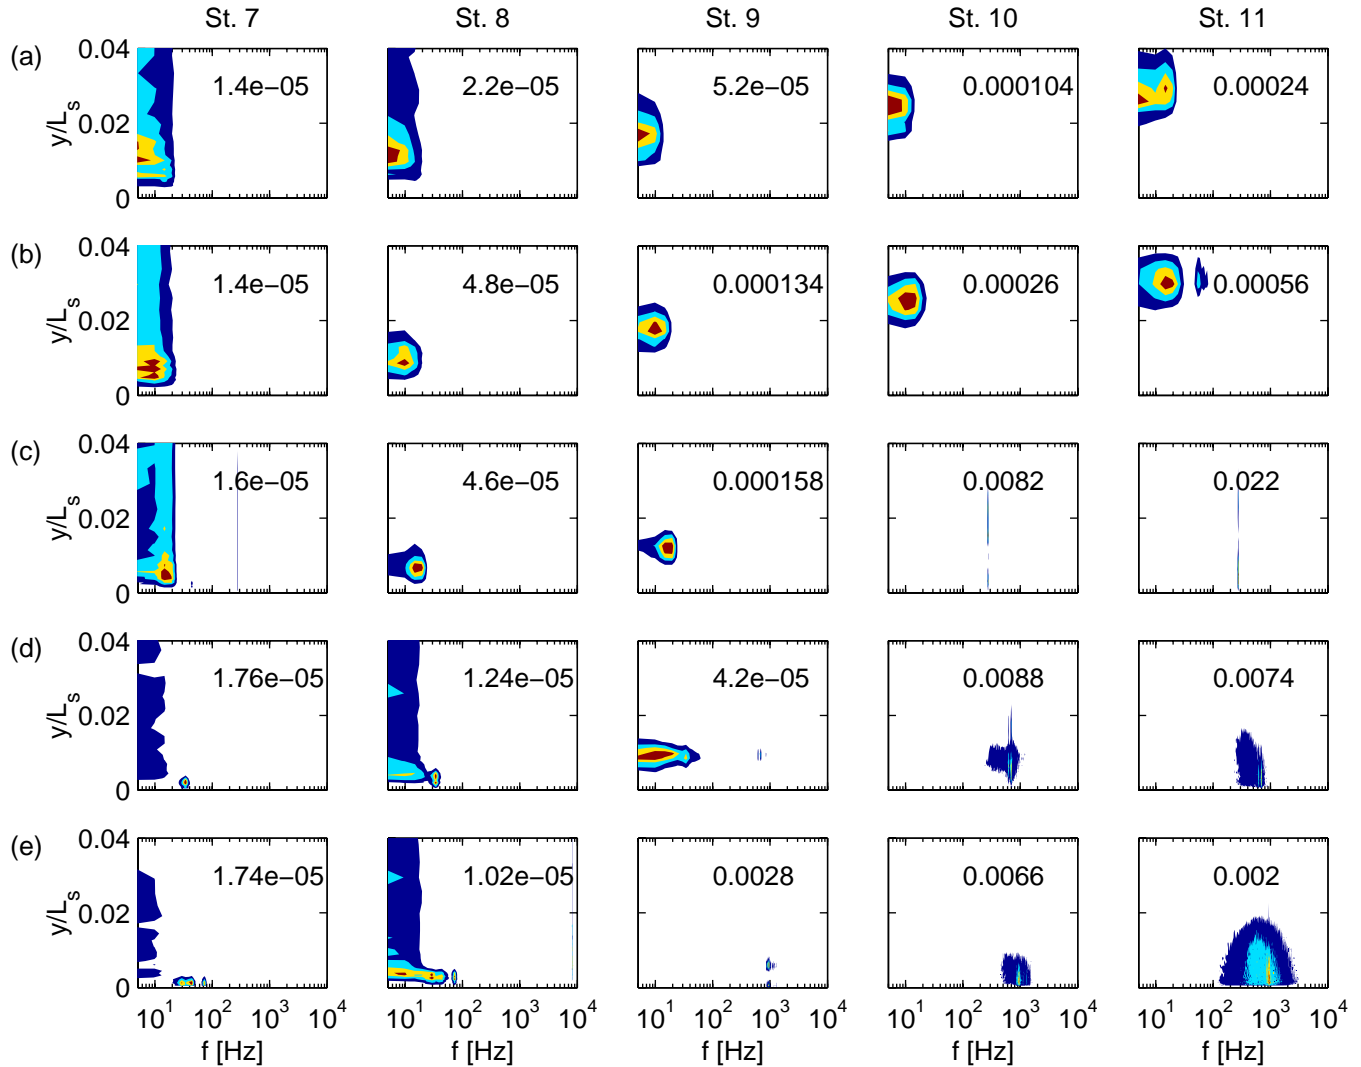 St. 7 St. 8 St. 9 St. 10 St. 11
(a) y/L_s 0.04 0.02 0 1.4e−05 2.2e−05 5.2e−05 0.000104 0.00024
(b) y/L_s 0.04 0.02 0 1.4e−05 4.8e−05 0.000134 0.00026 0.00056
(c) y/L_s 0.04 0.02 0 1.6e−05 4.6e−05 0.000158 0.0082 0.022
(d) y/L_s 0.04 0.02 0 1.76e−05 1.24e−05 4.2e−05 0.0088 0.0074
(e) y/L_s 0.04 0.02 0 1.74e−05 1.02e−05 0.0028 0.0066 0.002
10^1 10^2 10^3 10^4 10^1 10^2 10^3 10^4 10^1 10^2 10^3 10^4 10^1 10^2 10^3 10^4 10^1 10^2 10^3 10^4
f [Hz] f [Hz] f [Hz] f [Hz] f [Hz]